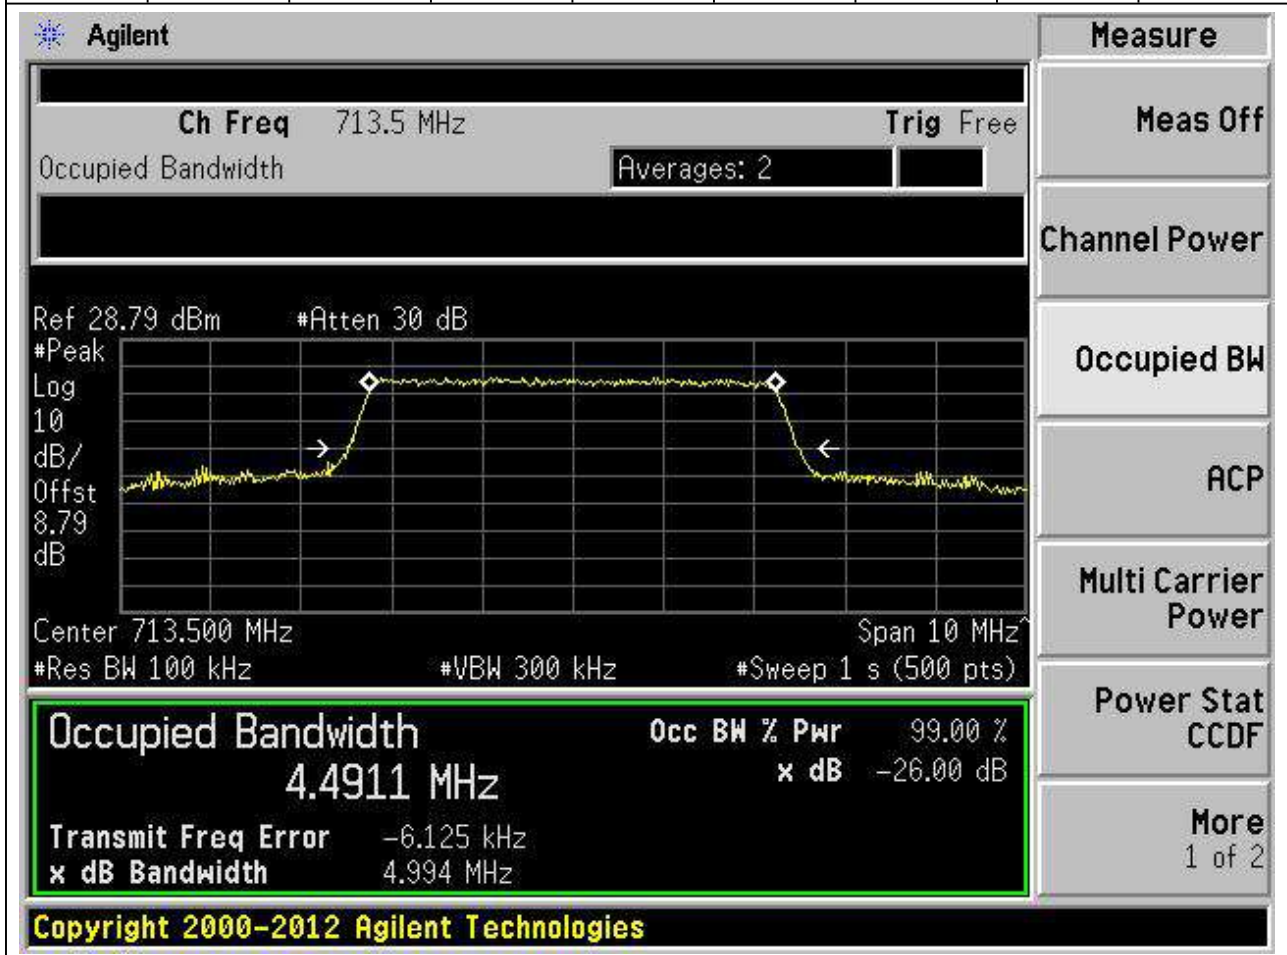 Agilent
Measure
Ch Freq 713.5 MHz Trig Free
Occupied Bandwidth Averages: 2
Meas Off
Channel Power
Occupied BW
ACP
Multi Carrier
Power
Power Stat
CCDF
More
1 of 2
Ref 28.79 dBm #Atten 30 dB
#Peak
Log
10
dB/
Offst
8.79
dB
Center 713.500 MHz Span 10 MHz^
#Res BW 100 kHz #VBW 300 kHz #Sweep 1 s (500 pts)
Occupied Bandwidth Occ BW % Pwr 99.00 %
4.4911 MHz x dB -26.00 dB
Transmit Freq Error -6.125 kHz
x dB Bandwidth 4.994 MHz
Copyright 2000-2012 Agilent Technologies